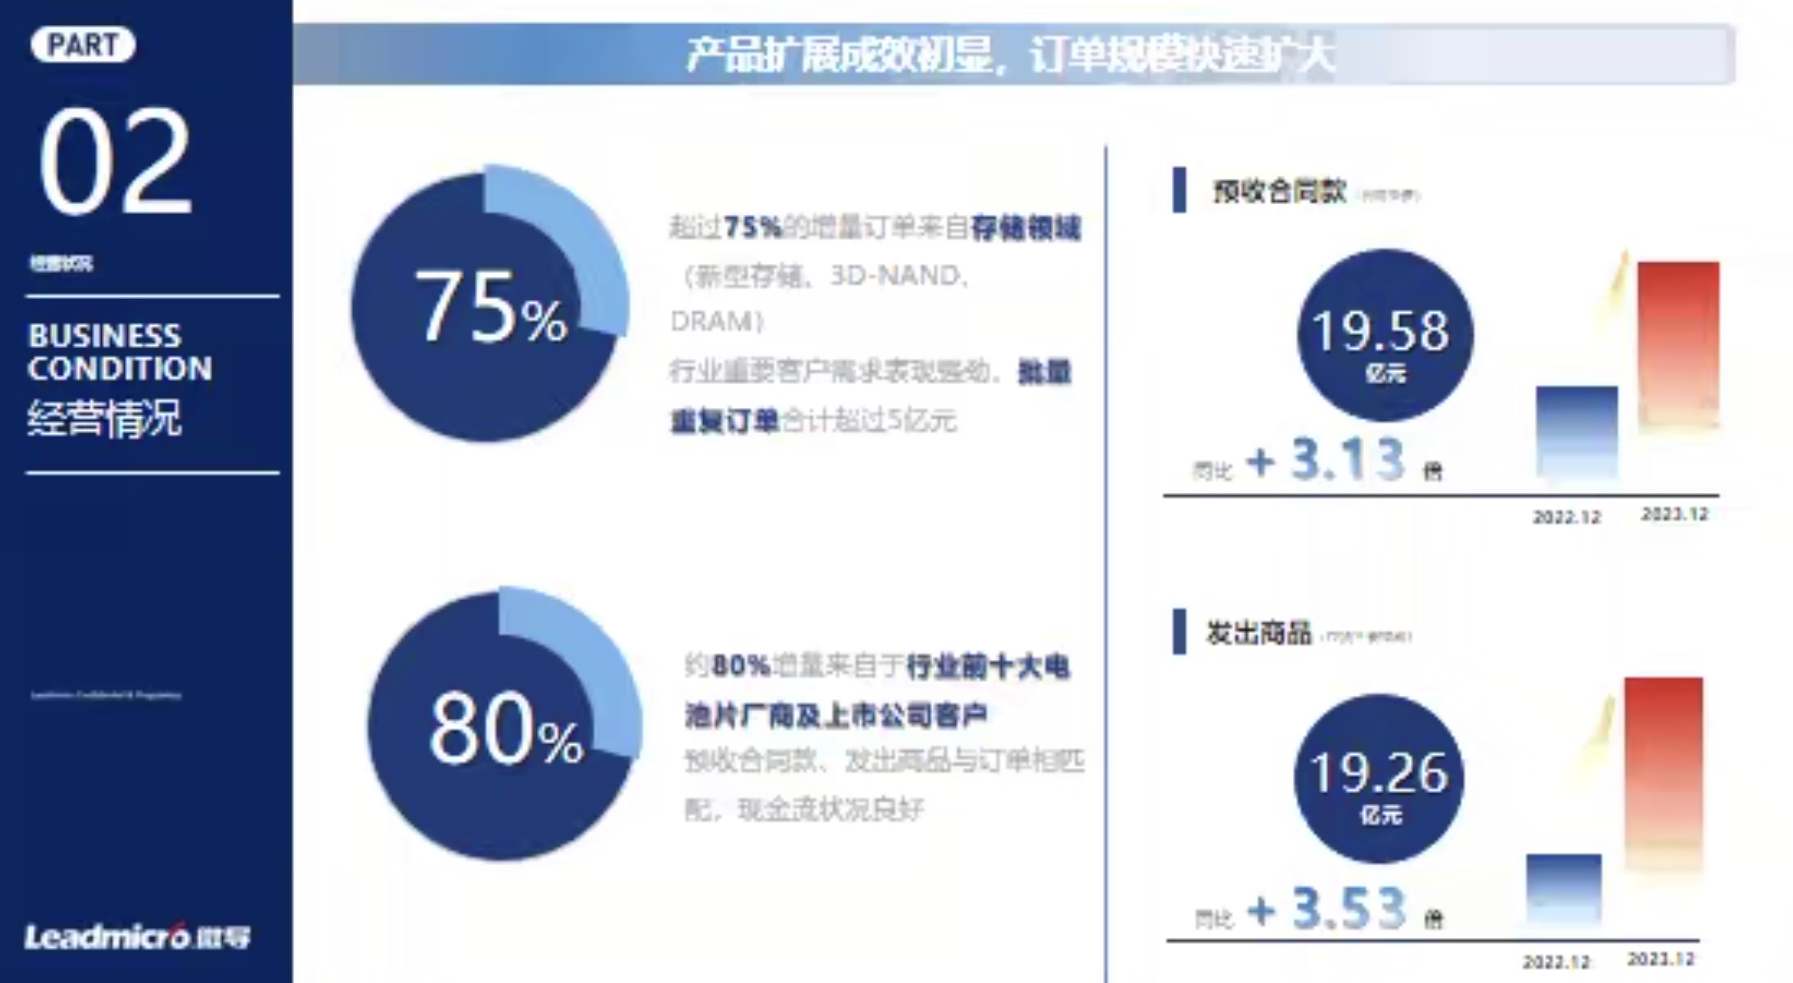 PART
02
经营状况
BUSINESS
CONDITION
经营情况
Leadmicro 微导
产品扩展成效初显，订单规模快速扩大
75%
超过75%的增量订单来自存储领域
（新型存储、3D-NAND、
DRAM）
行业重要客户需求表现强劲，批量
重复订单合计超过5亿元
80%
约80%增量来自于行业前十大电
池片厂商及上市公司客户
预收合同款、发出商品与订单相匹
配，现金流状况良好
预收合同款
19.58
亿元
同比 + 3.13 倍
2022.12 2023.12
发出商品
19.26
亿元
同比 + 3.53 倍
2022.12 2023.12